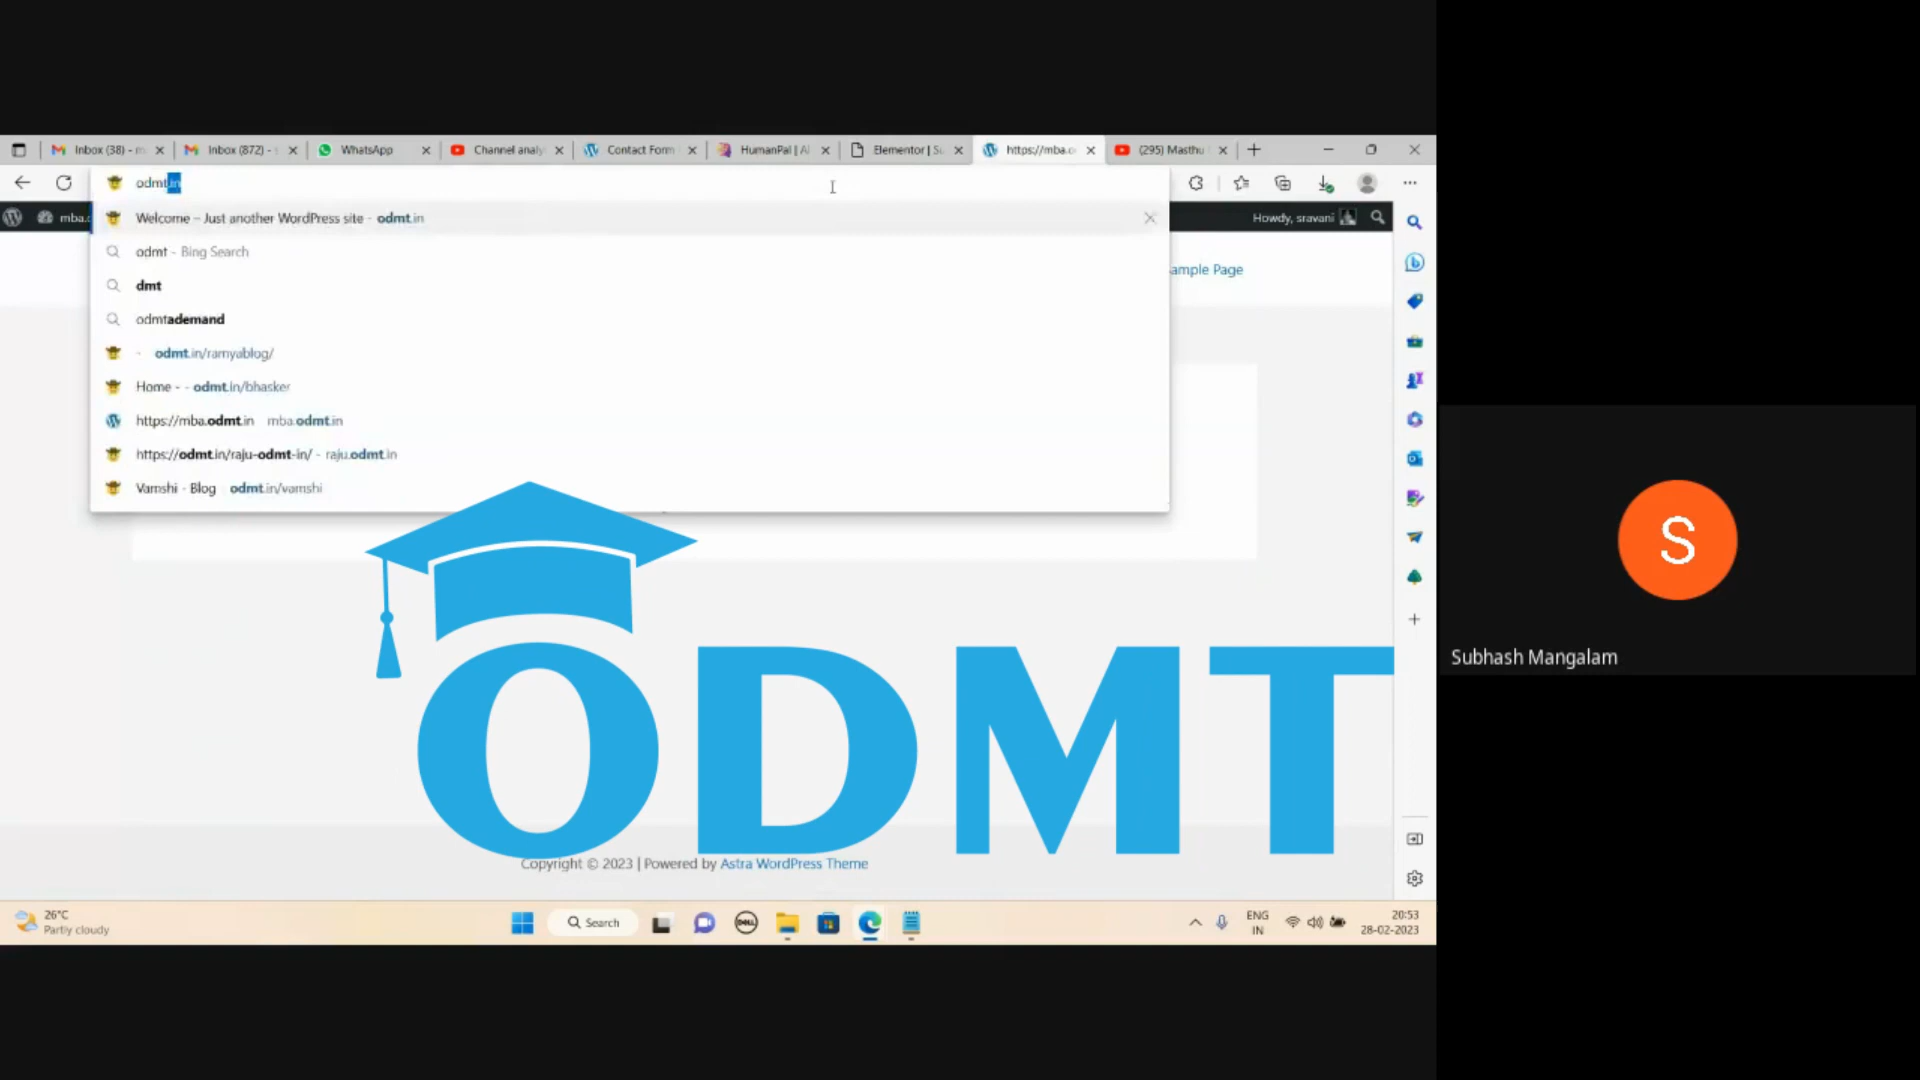 Inbox (38) - m
Inbox (872) - s
WhatsApp
Channel analy
Contact Form
HumanPal | AI
Elementor | Su
https://mba.o
(295) Masthu
odmt.in
mba.
Howdy, sravani
Welcome – Just another WordPress site - odmt.in
odmt - Bing Search
dmt
odmtademand
- odmt.in/ramyablog/
Home - - odmt.in/bhasker
https://mba.odmt.in mba.odmt.in
https://odmt.in/raju-odmt-in/ - raju.odmt.in
Vamshi - Blog odmt.in/vamshi
ample Page
ODMT
Copyright © 2023 | Powered by Astra WordPress Theme
S
Subhash Mangalam
26°C
Partly cloudy
Search
DELL
ENG
IN
20:53
28-02-2023